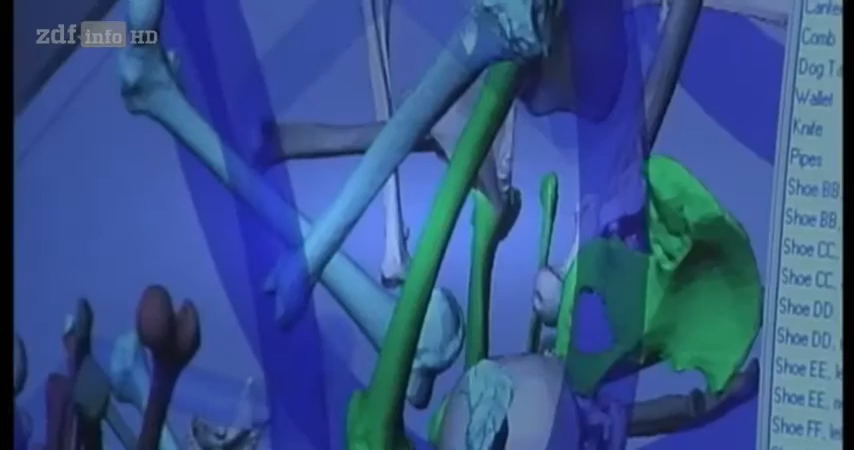 zdf info HD
Comb
Dog
Wallet
Knife
Pipes
Shoe BB,
Shoe BB,
Shoe CC,
Shoe CC,
Shoe DD
Shoe DD,
Shoe EE,
Shoe EE,
Shoe FF,